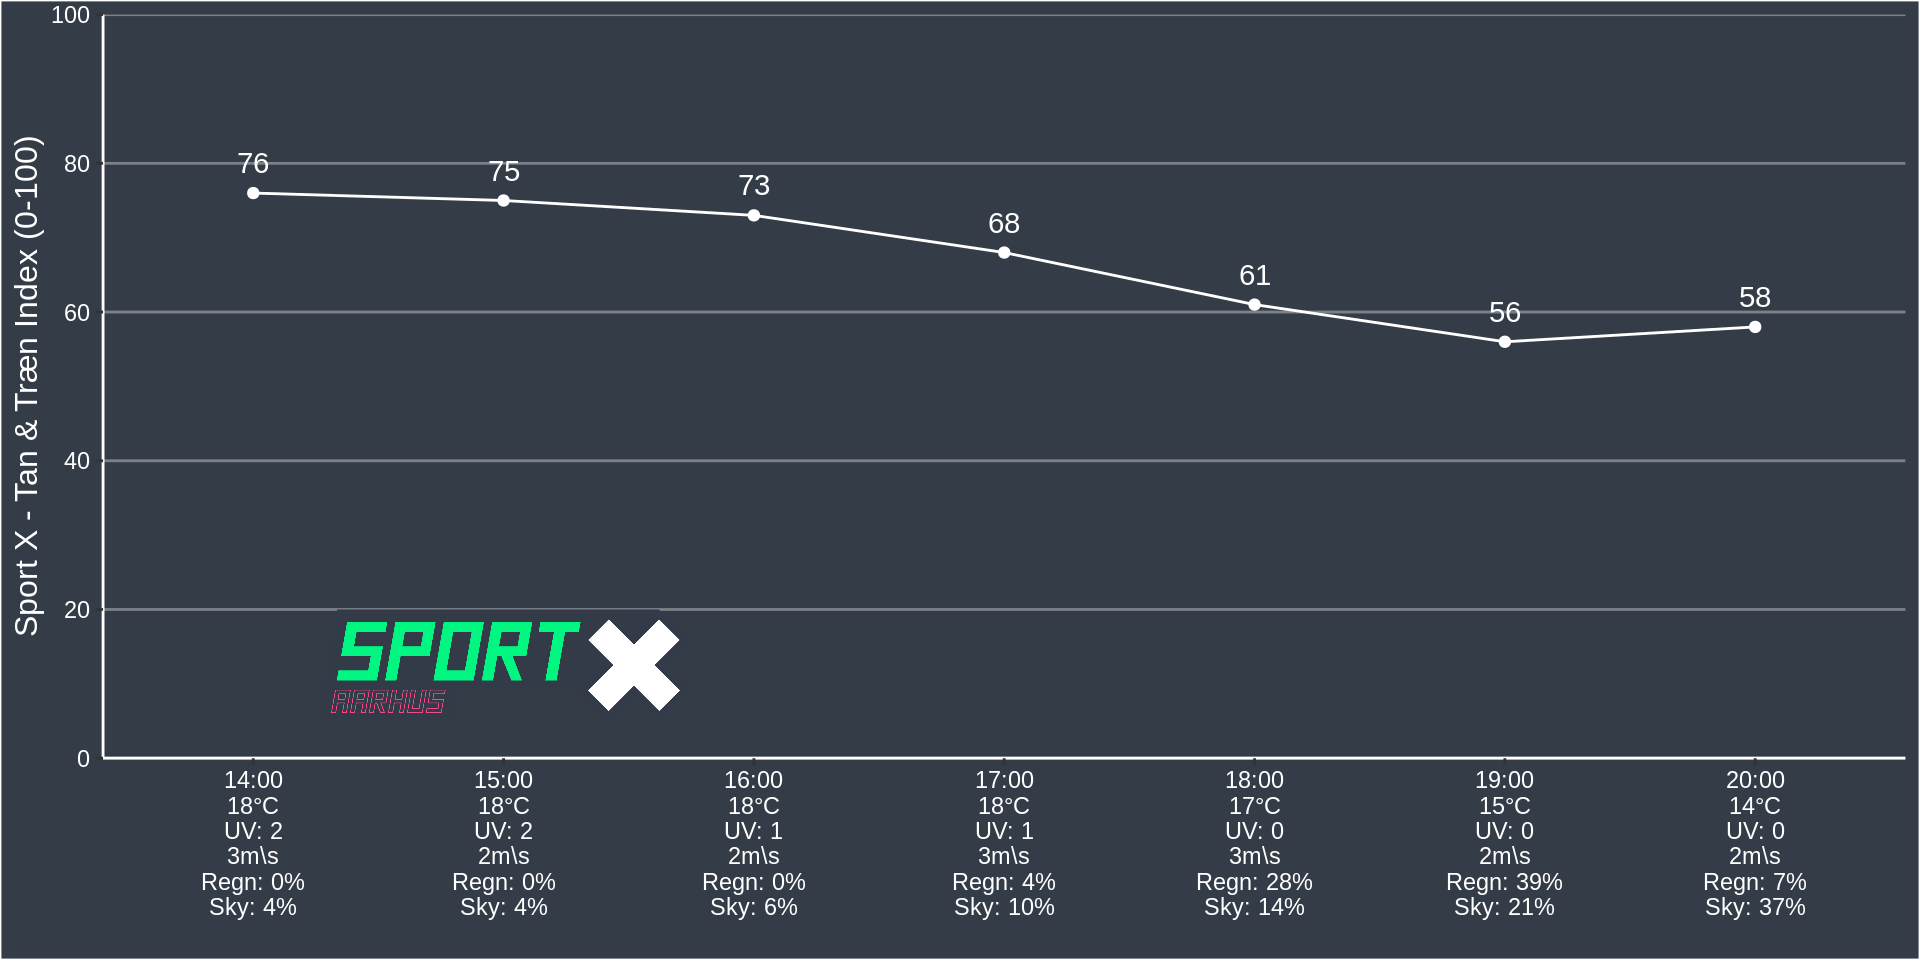 Sport X - Tan & Træn Index (0-100)
100
80
60
40
20
0
76
75
73
68
61
56
58
SPORT X
AARHUS
14:00 15:00 16:00 17:00 18:00 19:00 20:00
18°C 18°C 18°C 18°C 17°C 15°C 14°C
UV: 2 UV: 2 UV: 1 UV: 1 UV: 0 UV: 0 UV: 0
3m\s 2m\s 2m\s 3m\s 3m\s 2m\s 2m\s
Regn: 0% Regn: 0% Regn: 0% Regn: 4% Regn: 28% Regn: 39% Regn: 7%
Sky: 4% Sky: 4% Sky: 6% Sky: 10% Sky: 14% Sky: 21% Sky: 37%